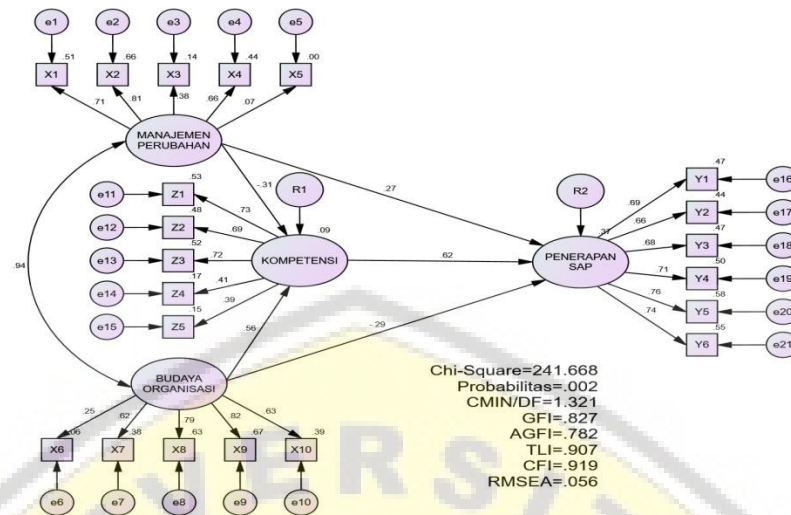 e1 e2 e3 e4 e5
.51 .66 .14 .44 .00
X1 X2 X3 X4 X5
.71 .81 .38 .66 .07
MANAJEMEN
PERUBAHAN
.94
-.31
.27
e11 Z1 .53 .73
e12 Z2 .48 .69
e13 Z3 .52 .72
e14 Z4 .17 .41
e15 Z5 .15 .39
R1
.09
KOMPETENSI
.62
.56
-.29
R2
.37
PENERAPAN
SAP
.69 Y1 .47 e16
.66 Y2 .44 e17
.68 Y3 .47 e18
.71 Y4 .50 e19
.76 Y5 .58 e20
.74 Y6 .55 e21
BUDAYA
ORGANISASI
.25 .62 .79 .82 .63
.06 .38 .63 .67 .39
X6 X7 X8 X9 X10
e6 e7 e8 e9 e10
Chi-Square=241.668
Probabilitas=.002
CMIN/DF=1.321
GFI=.827
AGFI=.782
TLI=.907
CFI=.919
RMSEA=.056